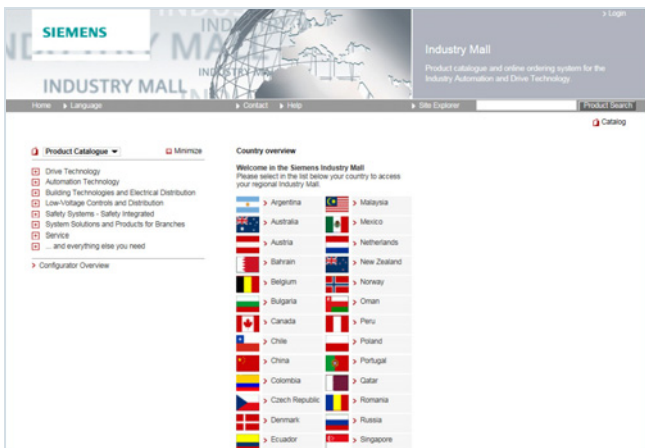 > Login
SIEMENS
INDUSTRY MALL
Industry Mall
Product catalogue and online ordering system for the
Industry Automation and Drive Technology.
Home Language Contact Help Site Explorer Product Search
Catalog
Product Catalogue Minimize
Drive Technology
Automation Technology
Building Technologies and Electrical Distribution
Low-Voltage Controls and Distribution
Safety Systems - Safety Integrated
System Solutions and Products for Branches
Service
... and everything else you need
> Configurator Overview
Country overview
Welcome in the Siemens Industry Mall
Please select in the list below your country to access
your regional Industry Mall.
> Argentina > Malaysia
> Australia > Mexico
> Austria > Netherlands
> Bahrain > New Zealand
> Belgium > Norway
> Bulgaria > Oman
> Canada > Peru
> Chile > Poland
> China > Portugal
> Colombia > Qatar
> Czech Republic > Romania
> Denmark > Russia
> Ecuador > Singapore